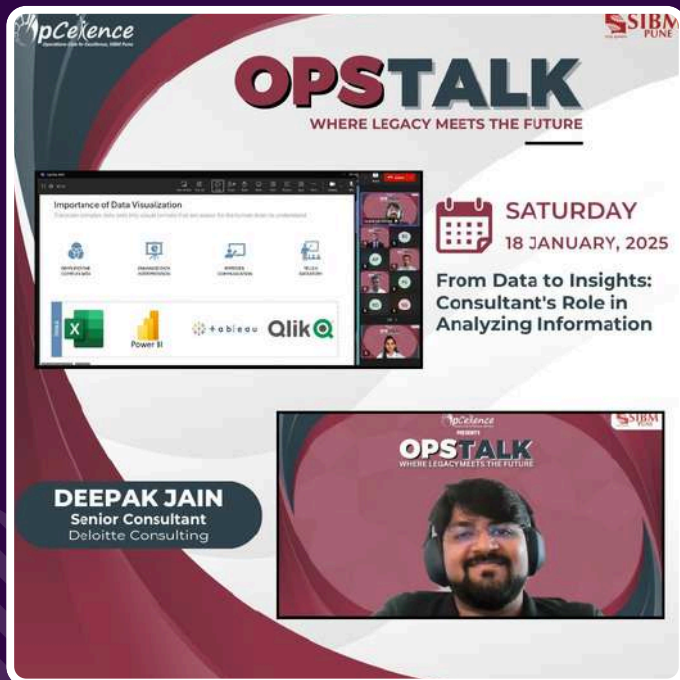 OpCelence
Operations Club for Excellence, SIBM Pune
SIBM
PUNE
OPSTALK
WHERE LEGACY MEETS THE FUTURE
Importance of Data Visualization
Power BI
+ableau
Qlik
SATURDAY
18 JANUARY, 2025
From Data to Insights:
Consultant's Role in
Analyzing Information
OpCelence
PRESENTS
SIBM
PUNE
OPSTALK
WHERE LEGACY MEETS THE FUTURE
DEEPAK JAIN
Senior Consultant
Deloitte Consulting